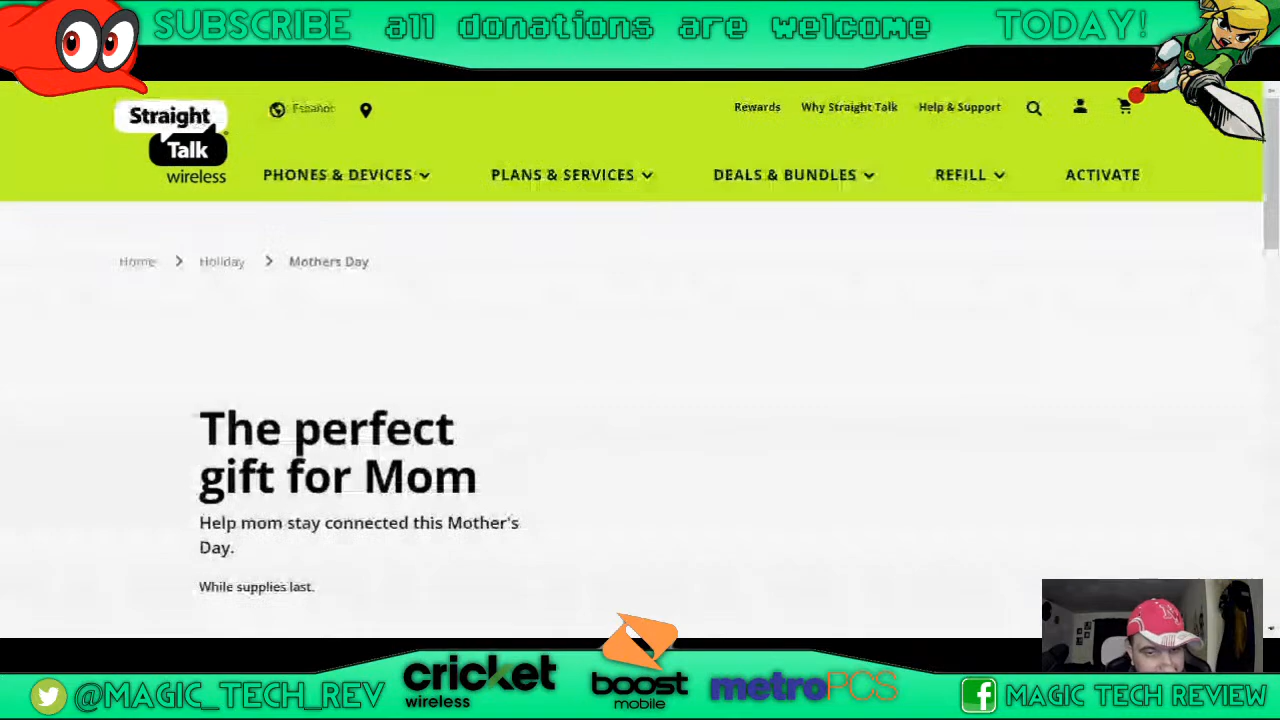 SUBSCRIBE all donations are welcome TODAY!
Straight
Talk
wireless
Español
Rewards Why Straight Talk Help & Support
PHONES & DEVICES PLANS & SERVICES DEALS & BUNDLES REFILL ACTIVATE
Home Holiday Mothers Day
The perfect
gift for Mom
Help mom stay connected this Mother's
Day.
While supplies last.
@MAGIC_TECH_REV
cricket
wireless
boost
mobile
metroPCS
MAGIC TECH REVIEW